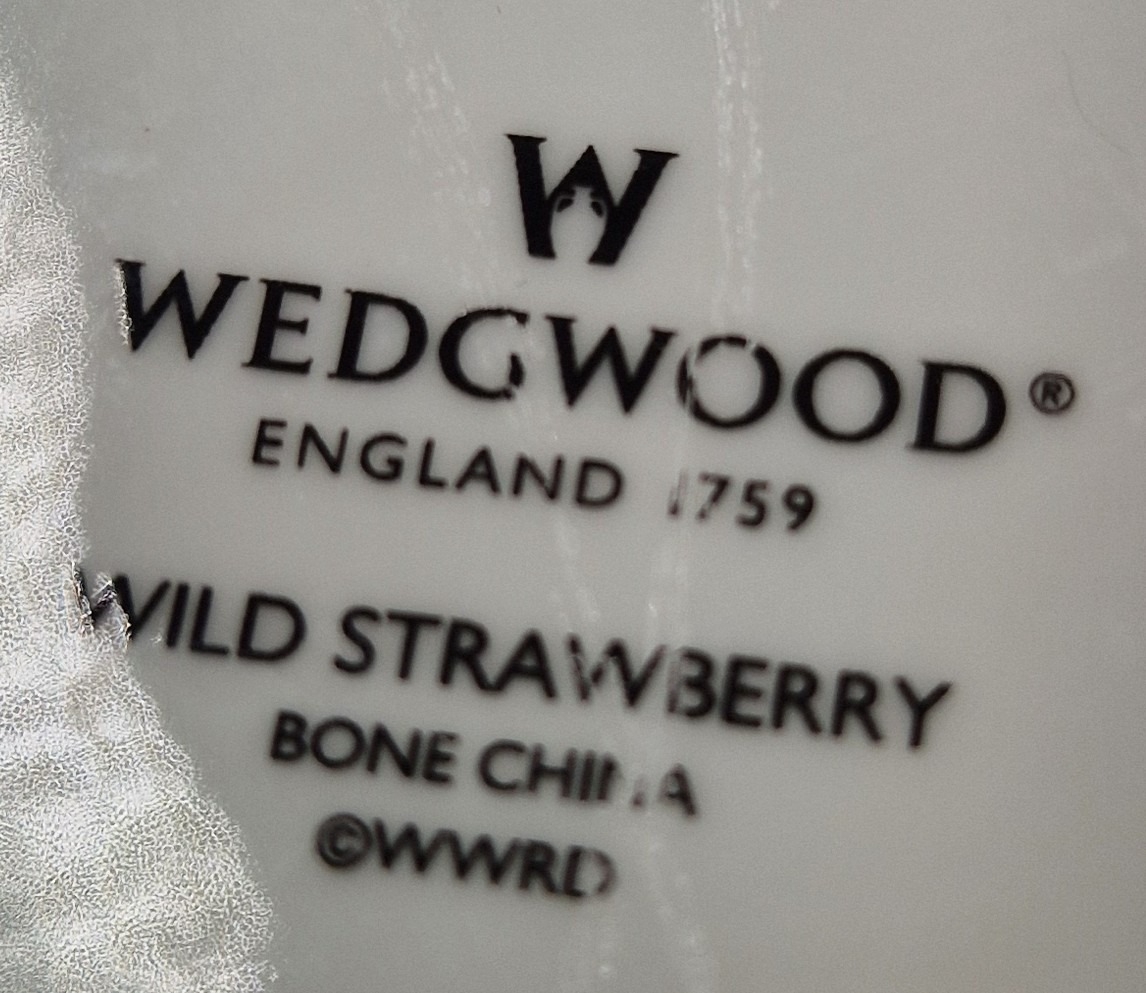 W
WEDGWOOD®
ENGLAND 1759
WILD STRAWBERRY
BONE CHINA
©WWRD